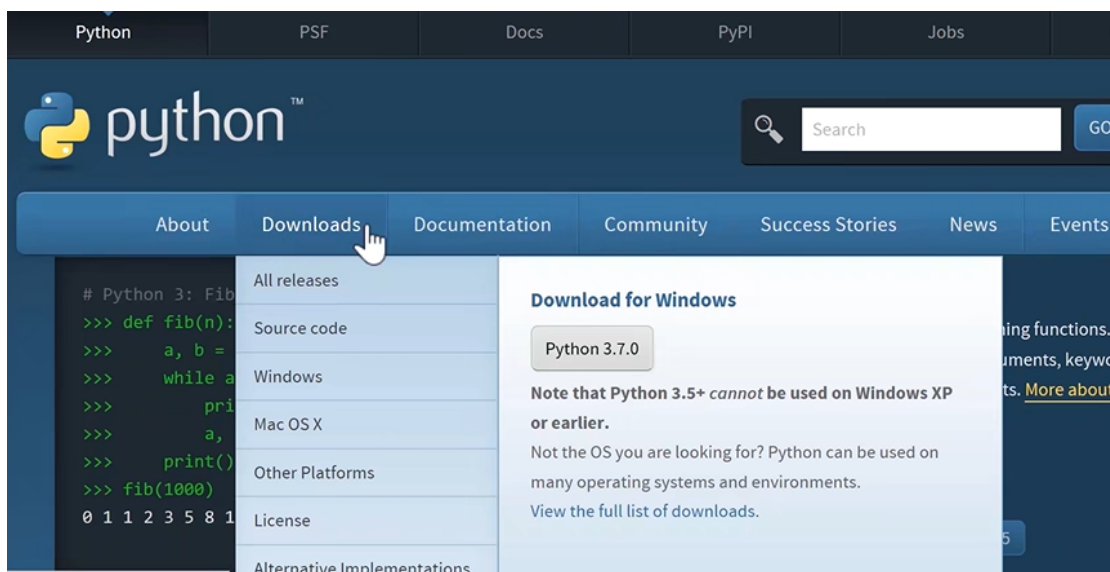 Python PSF Docs PyPI Jobs
python™
Search GO
About Downloads Documentation Community Success Stories News Events
# Python 3: Fib
>>> def fib(n):
>>> a, b =
>>> while a
>>> pri
>>> a,
>>> print()
>>> fib(1000)
0 1 1 2 3 5 8 1
All releases
Source code
Windows
Mac OS X
Other Platforms
License
Alternative Implementations
Download for Windows
Python 3.7.0
Note that Python 3.5+ cannot be used on Windows XP
or earlier.
Not the OS you are looking for? Python can be used on
many operating systems and environments.
View the full list of downloads.
ning functions.
uments, keywo
ts. More about
5